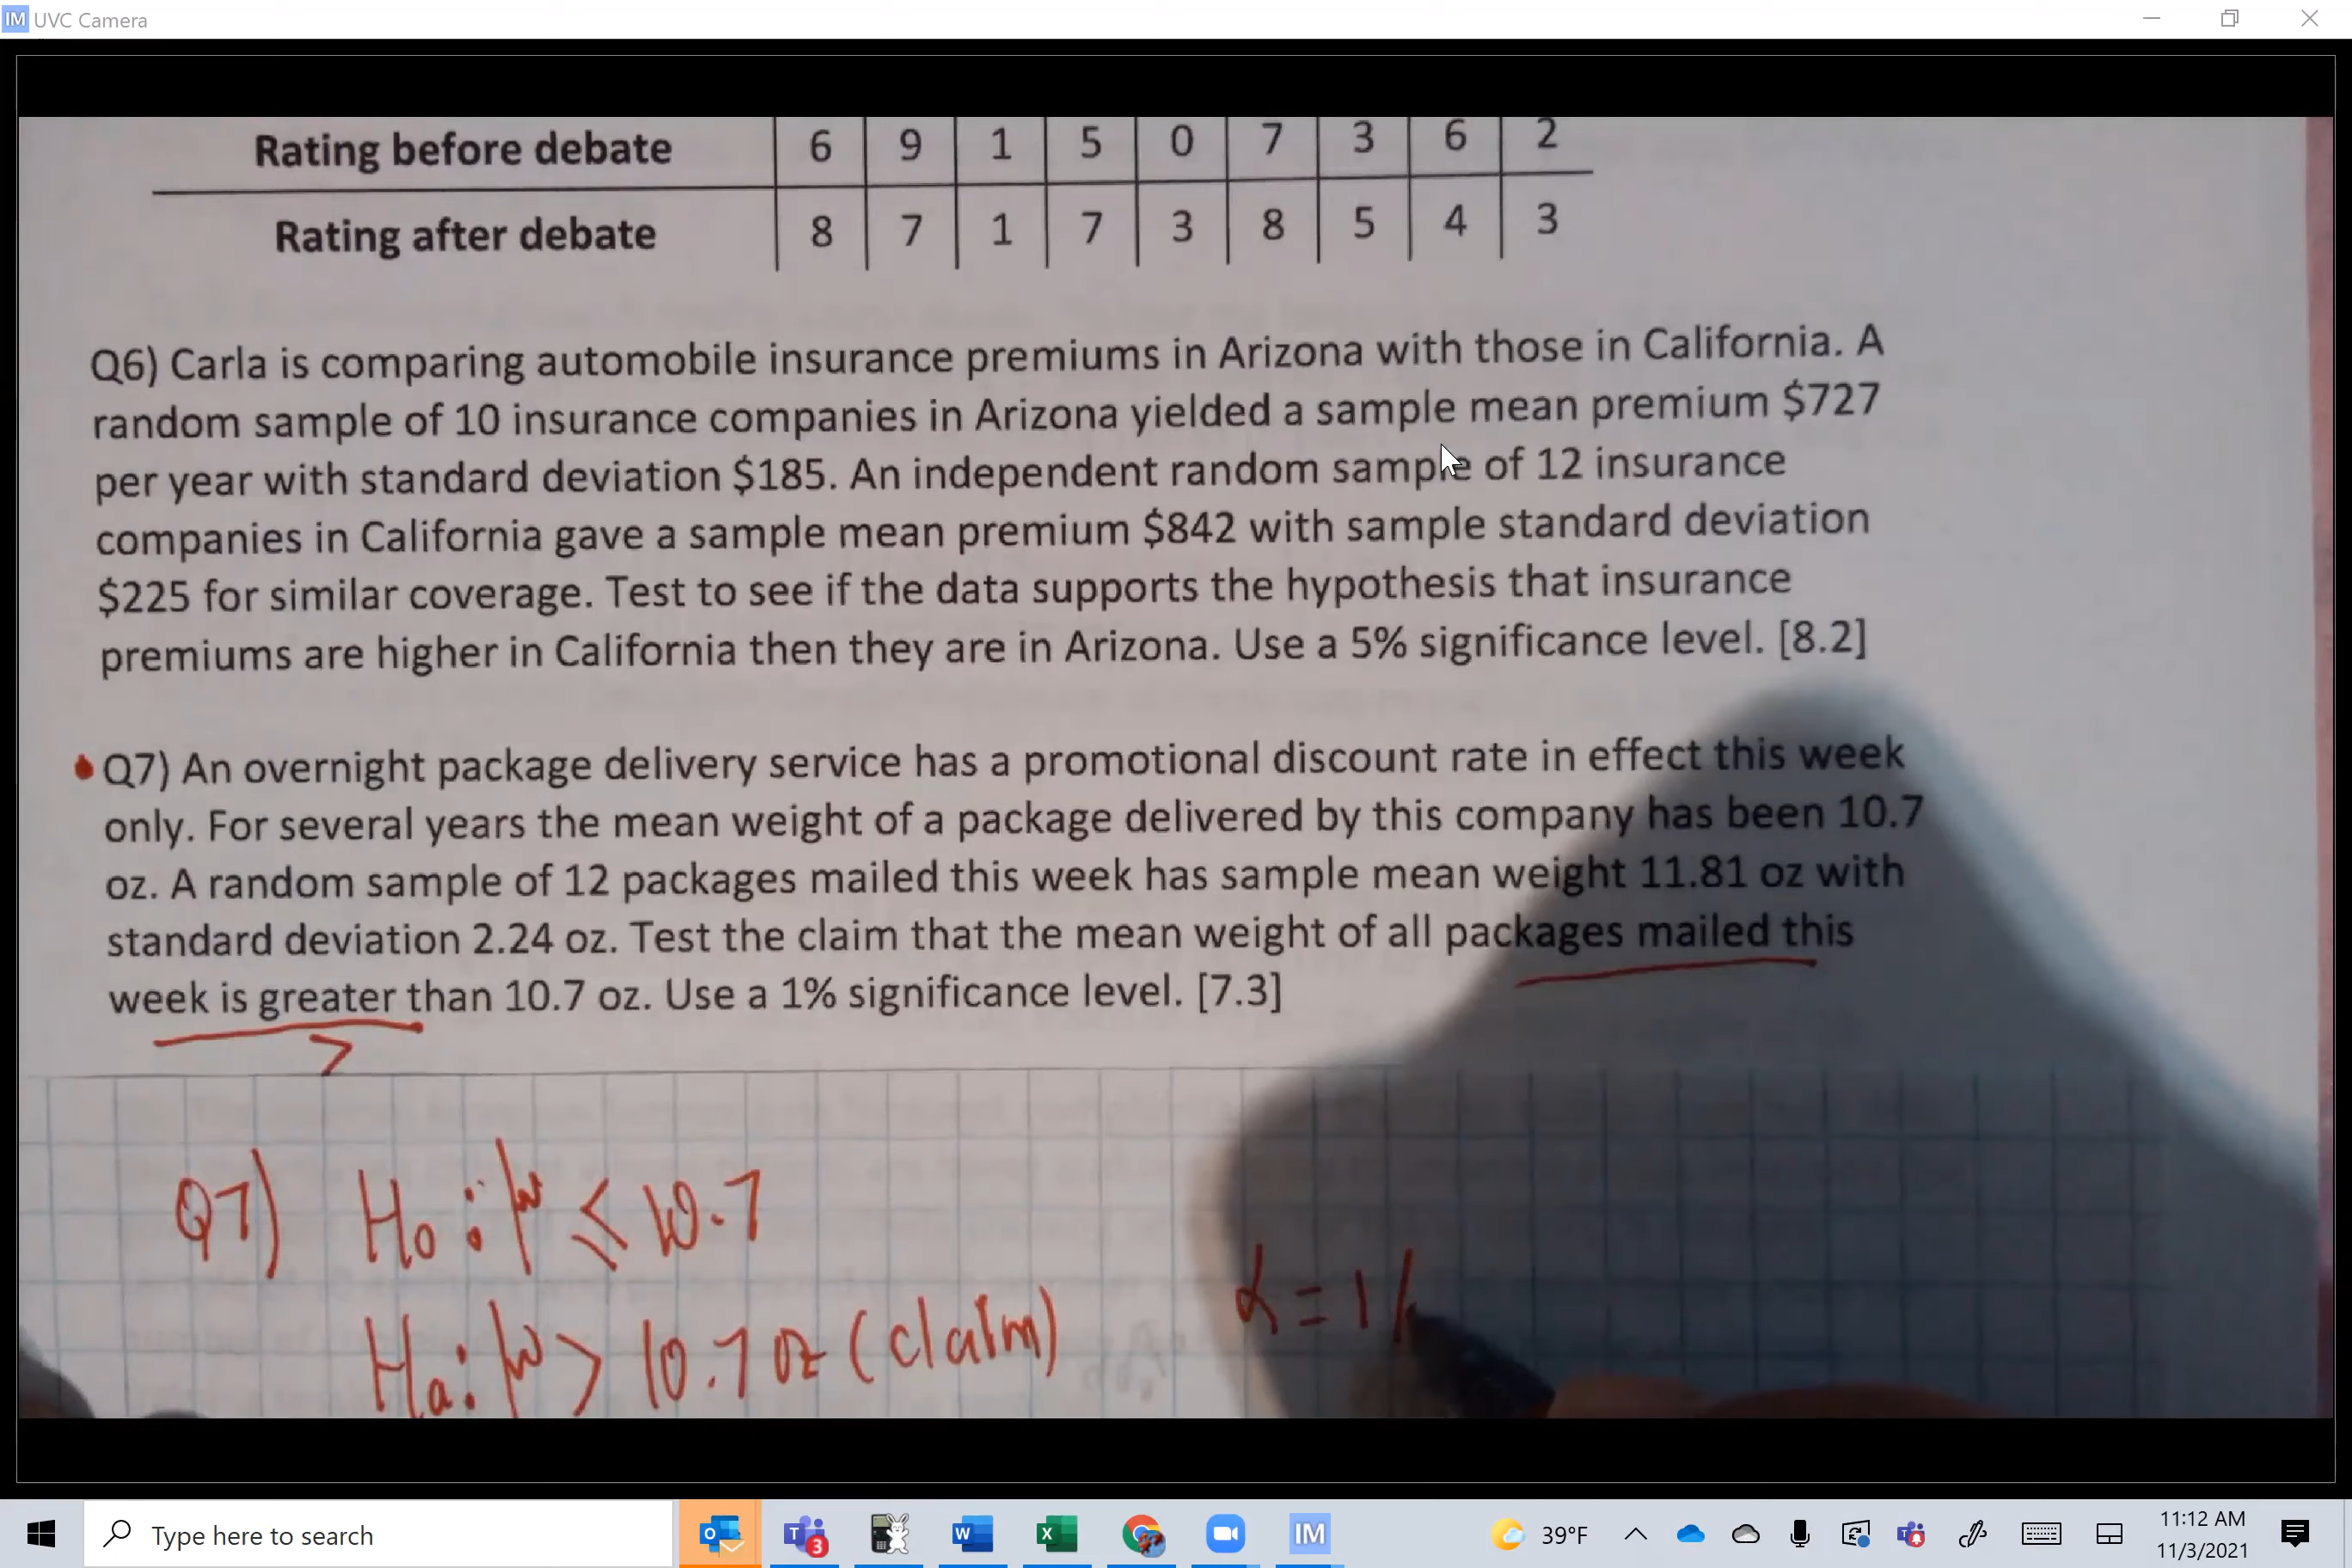 UVC Camera
Rating before debate 6 9 1 5 0 7 3 6 2
Rating after debate 8 7 1 7 3 8 5 4 3
Q6) Carla is comparing automobile insurance premiums in Arizona with those in California. A
random sample of 10 insurance companies in Arizona yielded a sample mean premium $727
per year with standard deviation $185. An independent random sample of 12 insurance
companies in California gave a sample mean premium $842 with sample standard deviation
$225 for similar coverage. Test to see if the data supports the hypothesis that insurance
premiums are higher in California then they are in Arizona. Use a 5% significance level. [8.2]
Q7) An overnight package delivery service has a promotional discount rate in effect this week
only. For several years the mean weight of a package delivered by this company has been 10.7
oz. A random sample of 12 packages mailed this week has sample mean weight 11.81 oz with
standard deviation 2.24 oz. Test the claim that the mean weight of all packages mailed this
week is greater than 10.7 oz. Use a 1% significance level. [7.3]
>
Q7) H₀ : μ ≤ 10.7
Hₐ : μ > 10.7 oz (claim) α = 1
Type here to search
39°F
11:12 AM
11/3/2021